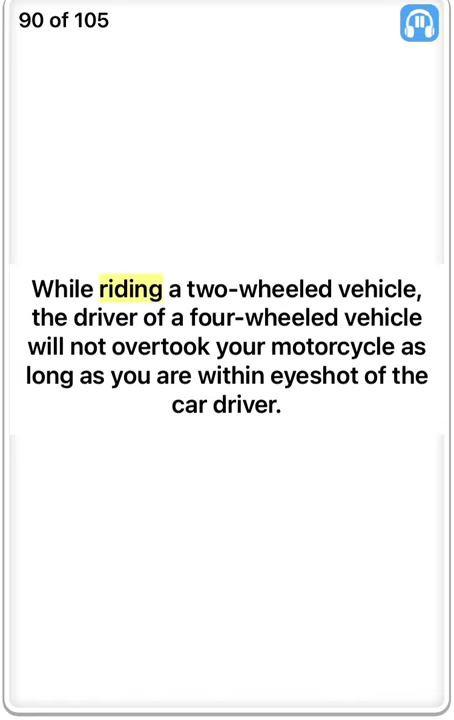 90 of 105
While riding a two-wheeled vehicle,
the driver of a four-wheeled vehicle
will not overtook your motorcycle as
long as you are within eyeshot of the
car driver.